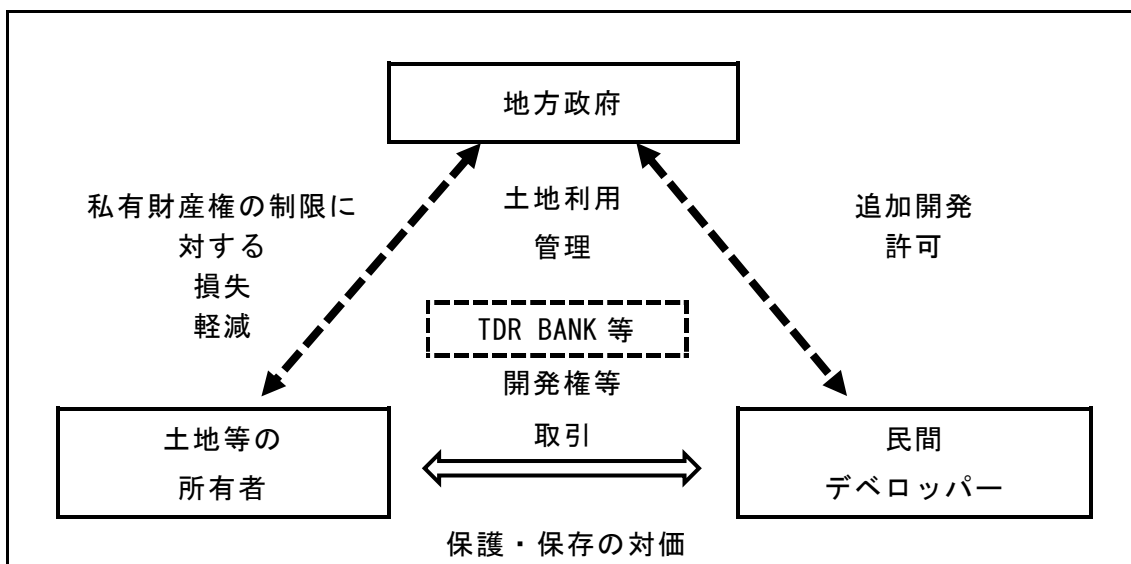 地方政府
私有財産権の制限に
対する
損失
軽減
土地利用
管理
追加開発
許可
TDR BANK 等
開発権等
取引
土地等の
所有者
民間
デベロッパー
保護・保存の対価